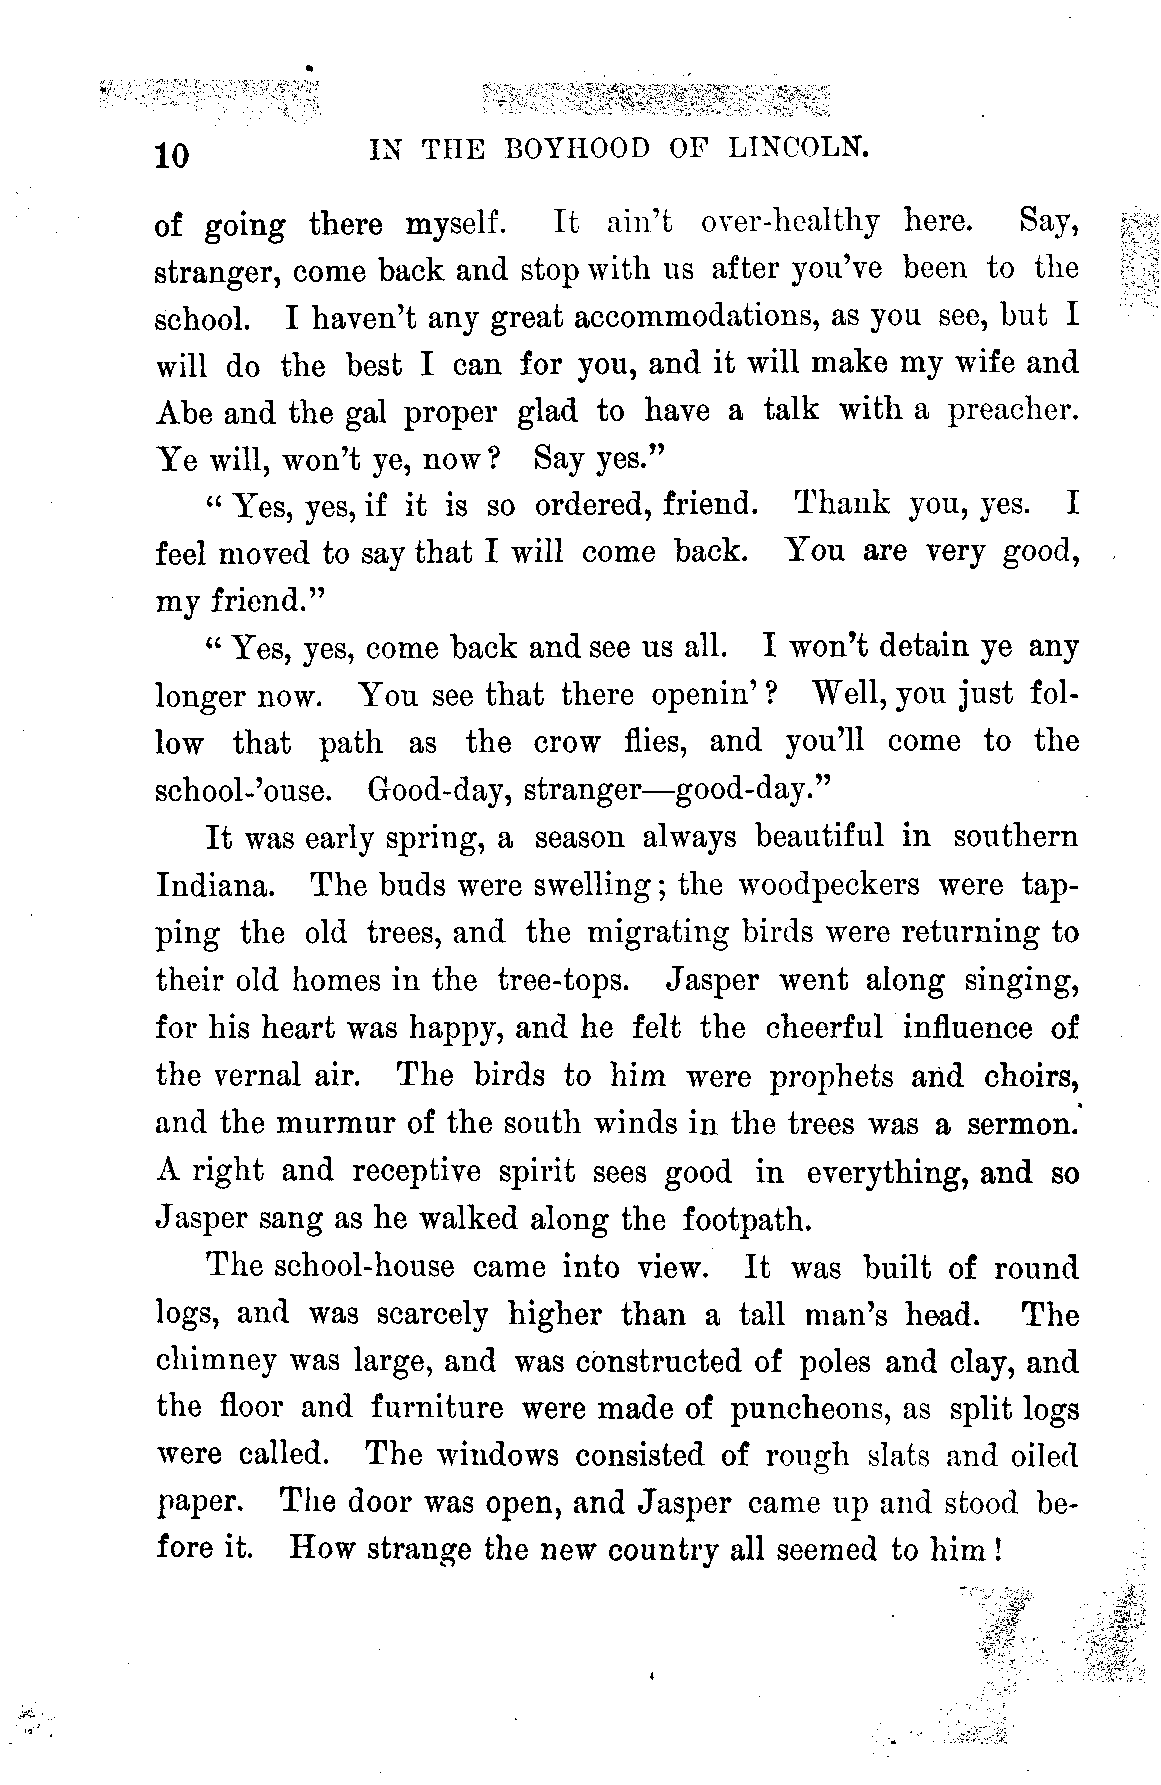 10 IN THE BOYHOOD OF LINCOLN.
of going there myself. It ain't over-healthy here. Say,
stranger, come back and stop with us after you've been to the
school. I haven't any great accommodations, as you see, but I
will do the best I can for you, and it will make my wife and
Abe and the gal proper glad to have a talk with a preacher.
Ye will, won't ye, now? Say yes."
"Yes, yes, if it is so ordered, friend. Thank you, yes. I
feel moved to say that I will come back. You are very good,
my friend."
"Yes, yes, come back and see us all. I won't detain ye any
longer now. You see that there openin'? Well, you just fol-
low that path as the crow flies, and you'll come to the
school-'ouse. Good-day, stranger—good-day."
It was early spring, a season always beautiful in southern
Indiana. The buds were swelling; the woodpeckers were tap-
ping the old trees, and the migrating birds were returning to
their old homes in the tree-tops. Jasper went along singing,
for his heart was happy, and he felt the cheerful influence of
the vernal air. The birds to him were prophets and choirs,
and the murmur of the south winds in the trees was a sermon.
A right and receptive spirit sees good in everything, and so
Jasper sang as he walked along the footpath.
The school-house came into view. It was built of round
logs, and was scarcely higher than a tall man's head. The
chimney was large, and was constructed of poles and clay, and
the floor and furniture were made of puncheons, as split logs
were called. The windows consisted of rough slats and oiled
paper. The door was open, and Jasper came up and stood be-
fore it. How strange the new country all seemed to him!